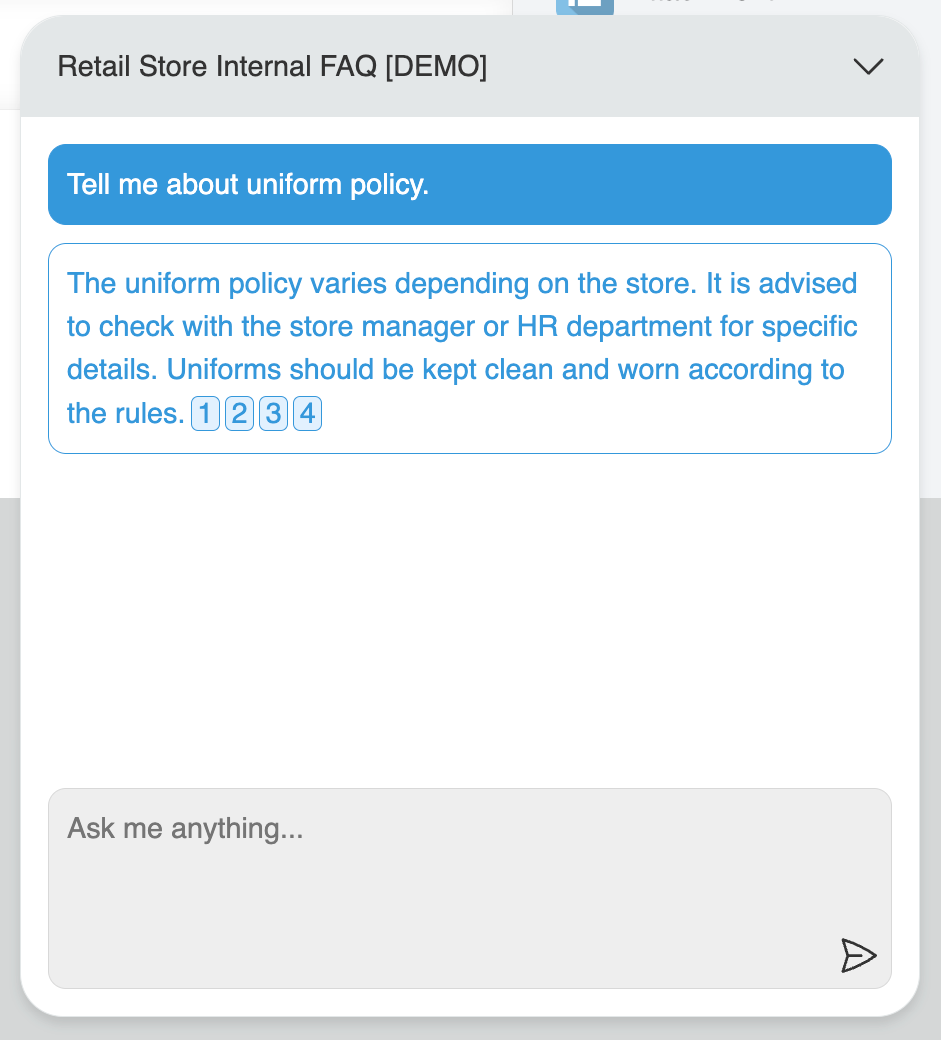 Retail Store Internal FAQ [DEMO]
Tell me about uniform policy.
The uniform policy varies depending on the store. It is advised
to check with the store manager or HR department for specific
details. Uniforms should be kept clean and worn according to
the rules. 1 2 3 4
Ask me anything...